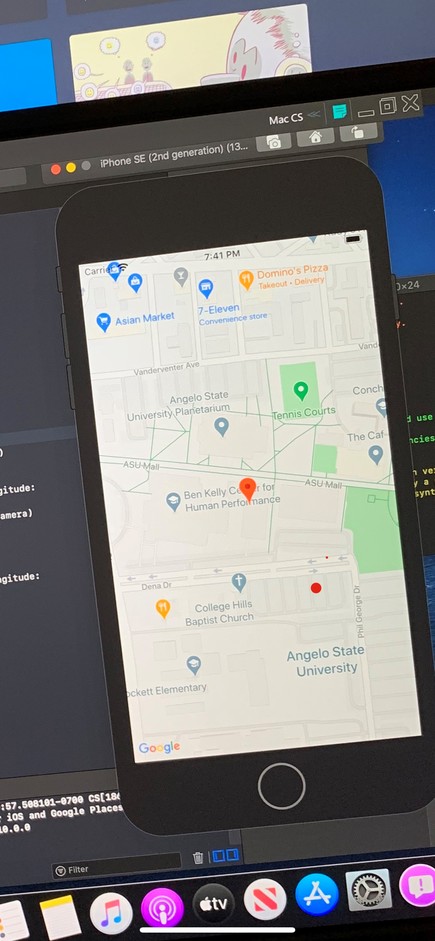 Mac CS
iPhone SE (2nd generation) (13...
7:41 PM
Domino's Pizza
Takeout • Delivery
7-Eleven
Convenience store
Asian Market
Vanderventer Ave
Vand
Angelo State
University Planetarium
Tennis Courts
Conch
The Caf
ASU Mall
ASU Mall
Ben Kelly Center for
Human Performance
Dena Dr
College Hills
Baptist Church
Phil George Dr
Angelo State
University
ockett Elementary
Google
0×24
d use
ncies
n ve
y a
synt
gitude:
amera)
ngitude:
:57.508101-0700 CS[18
r iOS and Google Places
10.0.0
Filter
tv